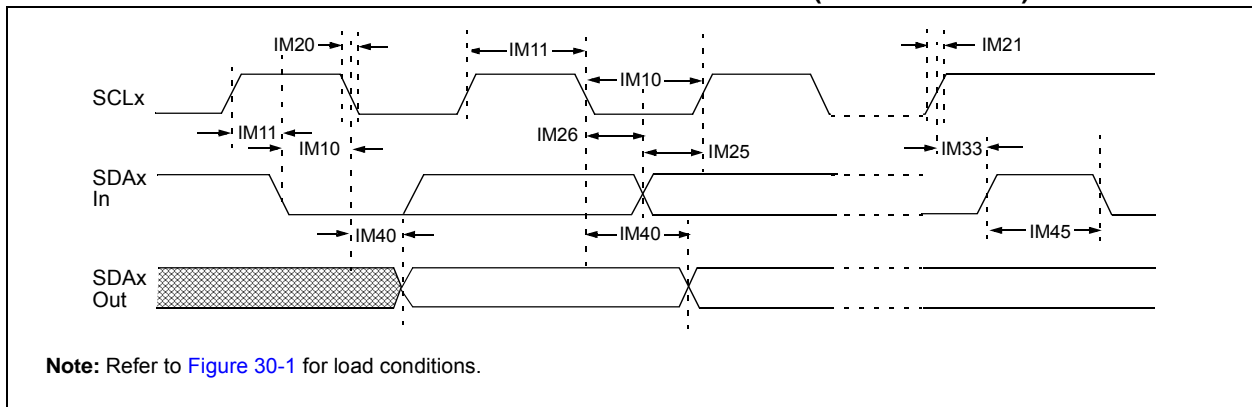 IM20
IM11
IM21
IM10
SCLx
IM11
IM26
IM10
IM25
IM33
SDAx
In
IM40
IM40
IM45
SDAx
Out
Note: Refer to Figure 30-1 for load conditions.